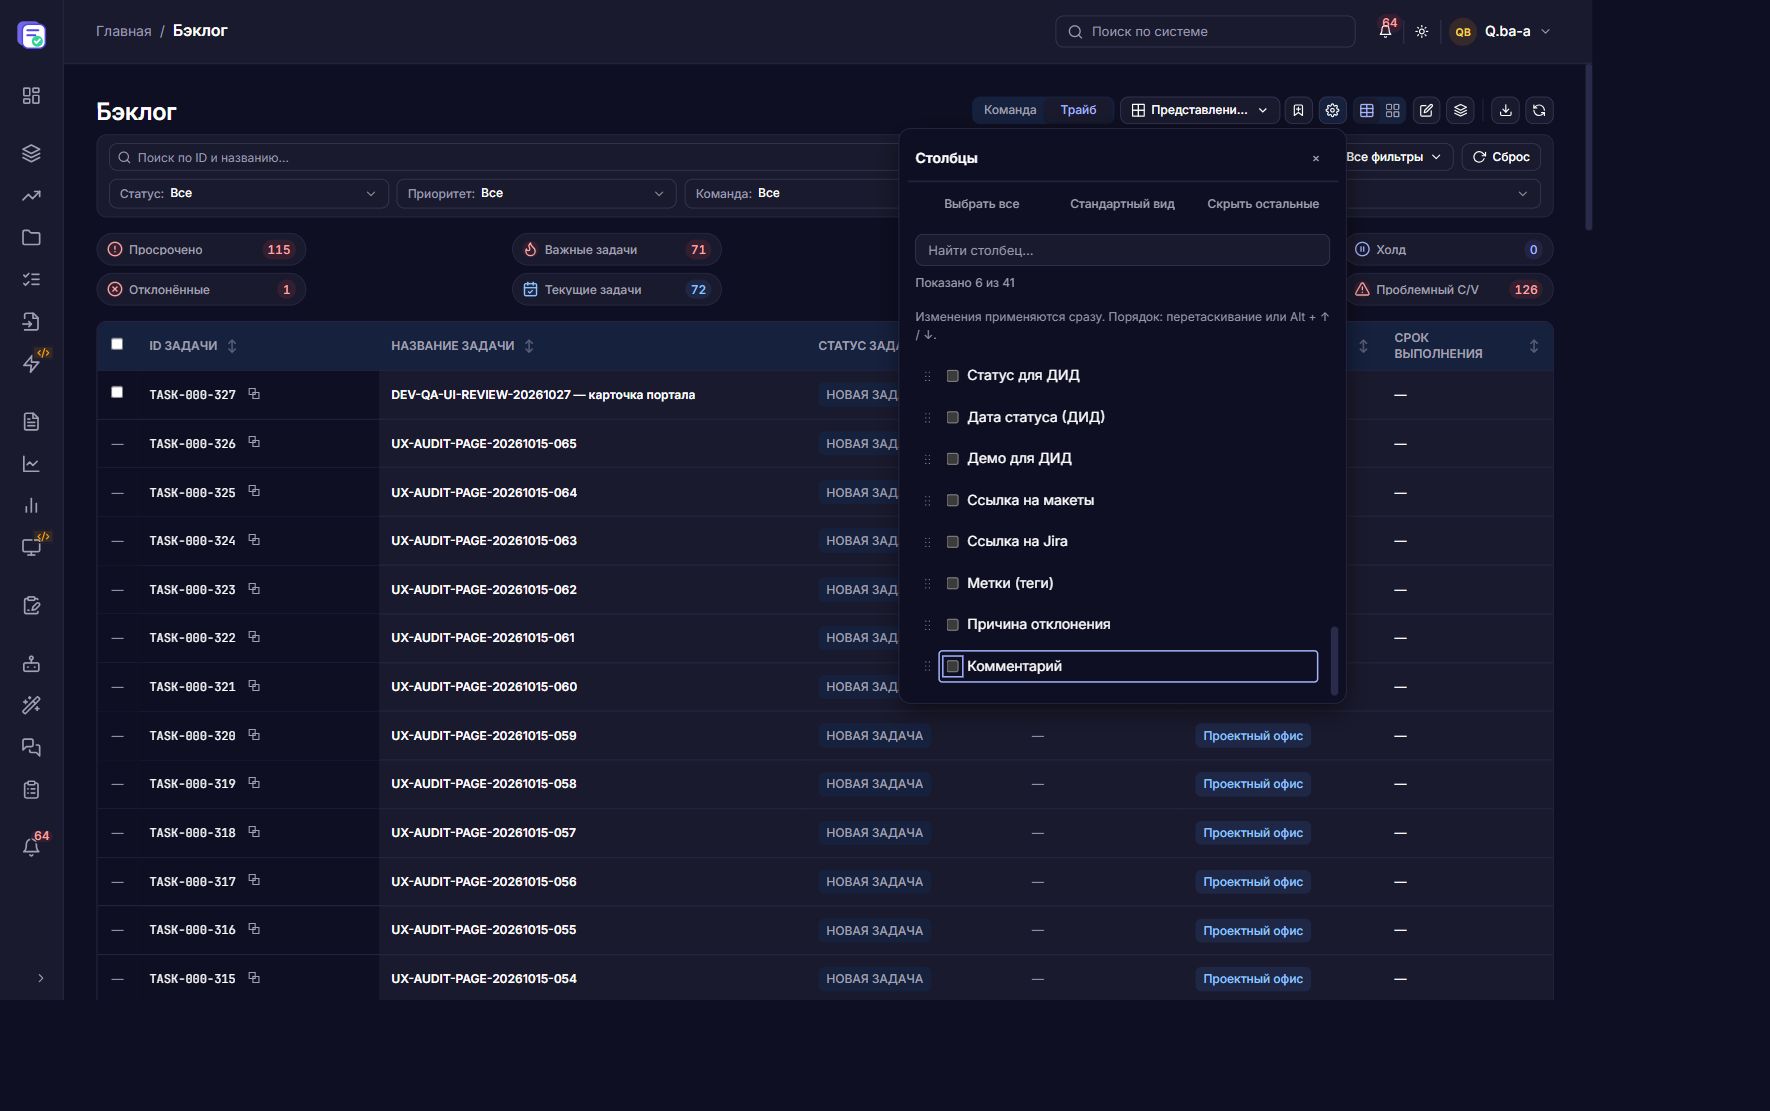 Главная / Бэклог
Поиск по системе
64
QB
Q.ba-a
Бэклог
Команда
Трайб
Представлени...
Поиск по ID и названию...
Все фильтры
Сброс
Статус: Все
Приоритет: Все
Команда: Все
Просрочено 115
Важные задачи 71
Холд 0
Отклонённые 1
Текущие задачи 72
Проблемный C/V 126
Столбцы
×
Выбрать все
Стандартный вид
Скрыть остальные
Найти столбец...
Показано 6 из 41
Изменения применяются сразу. Порядок: перетаскивание или Alt + ↑
/ ↓.
Статус для ДИД
Дата статуса (ДИД)
Демо для ДИД
Ссылка на макеты
Ссылка на Jira
Метки (теги)
Причина отклонения
Комментарий
ID ЗАДАЧИ
НАЗВАНИЕ ЗАДАЧИ
СТАТУС ЗАДА
СРОК
ВЫПОЛНЕНИЯ
TASK-000-327 DEV-QA-UI-REVIEW-20261027 — карточка портала НОВАЯ ЗАД —
— TASK-000-326 UX-AUDIT-PAGE-20261015-065 НОВАЯ ЗАД —
— TASK-000-325 UX-AUDIT-PAGE-20261015-064 НОВАЯ ЗАД —
— TASK-000-324 UX-AUDIT-PAGE-20261015-063 НОВАЯ ЗАД —
— TASK-000-323 UX-AUDIT-PAGE-20261015-062 НОВАЯ ЗАД —
— TASK-000-322 UX-AUDIT-PAGE-20261015-061 НОВАЯ ЗАД —
— TASK-000-321 UX-AUDIT-PAGE-20261015-060 НОВАЯ ЗАД —
— TASK-000-320 UX-AUDIT-PAGE-20261015-059 НОВАЯ ЗАДАЧА — Проектный офис —
— TASK-000-319 UX-AUDIT-PAGE-20261015-058 НОВАЯ ЗАДАЧА — Проектный офис —
— TASK-000-318 UX-AUDIT-PAGE-20261015-057 НОВАЯ ЗАДАЧА — Проектный офис —
— TASK-000-317 UX-AUDIT-PAGE-20261015-056 НОВАЯ ЗАДАЧА — Проектный офис —
— TASK-000-316 UX-AUDIT-PAGE-20261015-055 НОВАЯ ЗАДАЧА — Проектный офис —
— TASK-000-315 UX-AUDIT-PAGE-20261015-054 НОВАЯ ЗАДАЧА — Проектный офис —
</>
</>
64